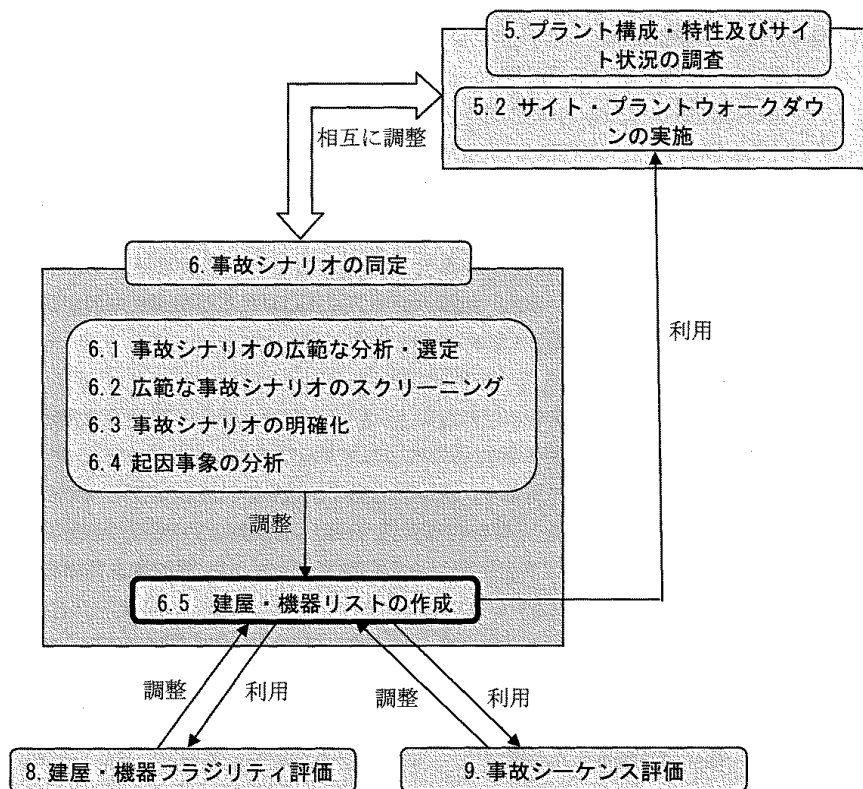 5. プラント構成・特性及びサイ
ト状況の調査
5.2 サイト・プラントウォークダウ
ンの実施
相互に調整
6. 事故シナリオの同定
利用
6.1 事故シナリオの広範な分析・選定
6.2 広範な事故シナリオのスクリーニング
6.3 事故シナリオの明確化
6.4 起因事象の分析
調整
6.5 建屋・機器リストの作成
調整
利用
調整
利用
8. 建屋・機器フラジリティ評価
9. 事故シーケンス評価